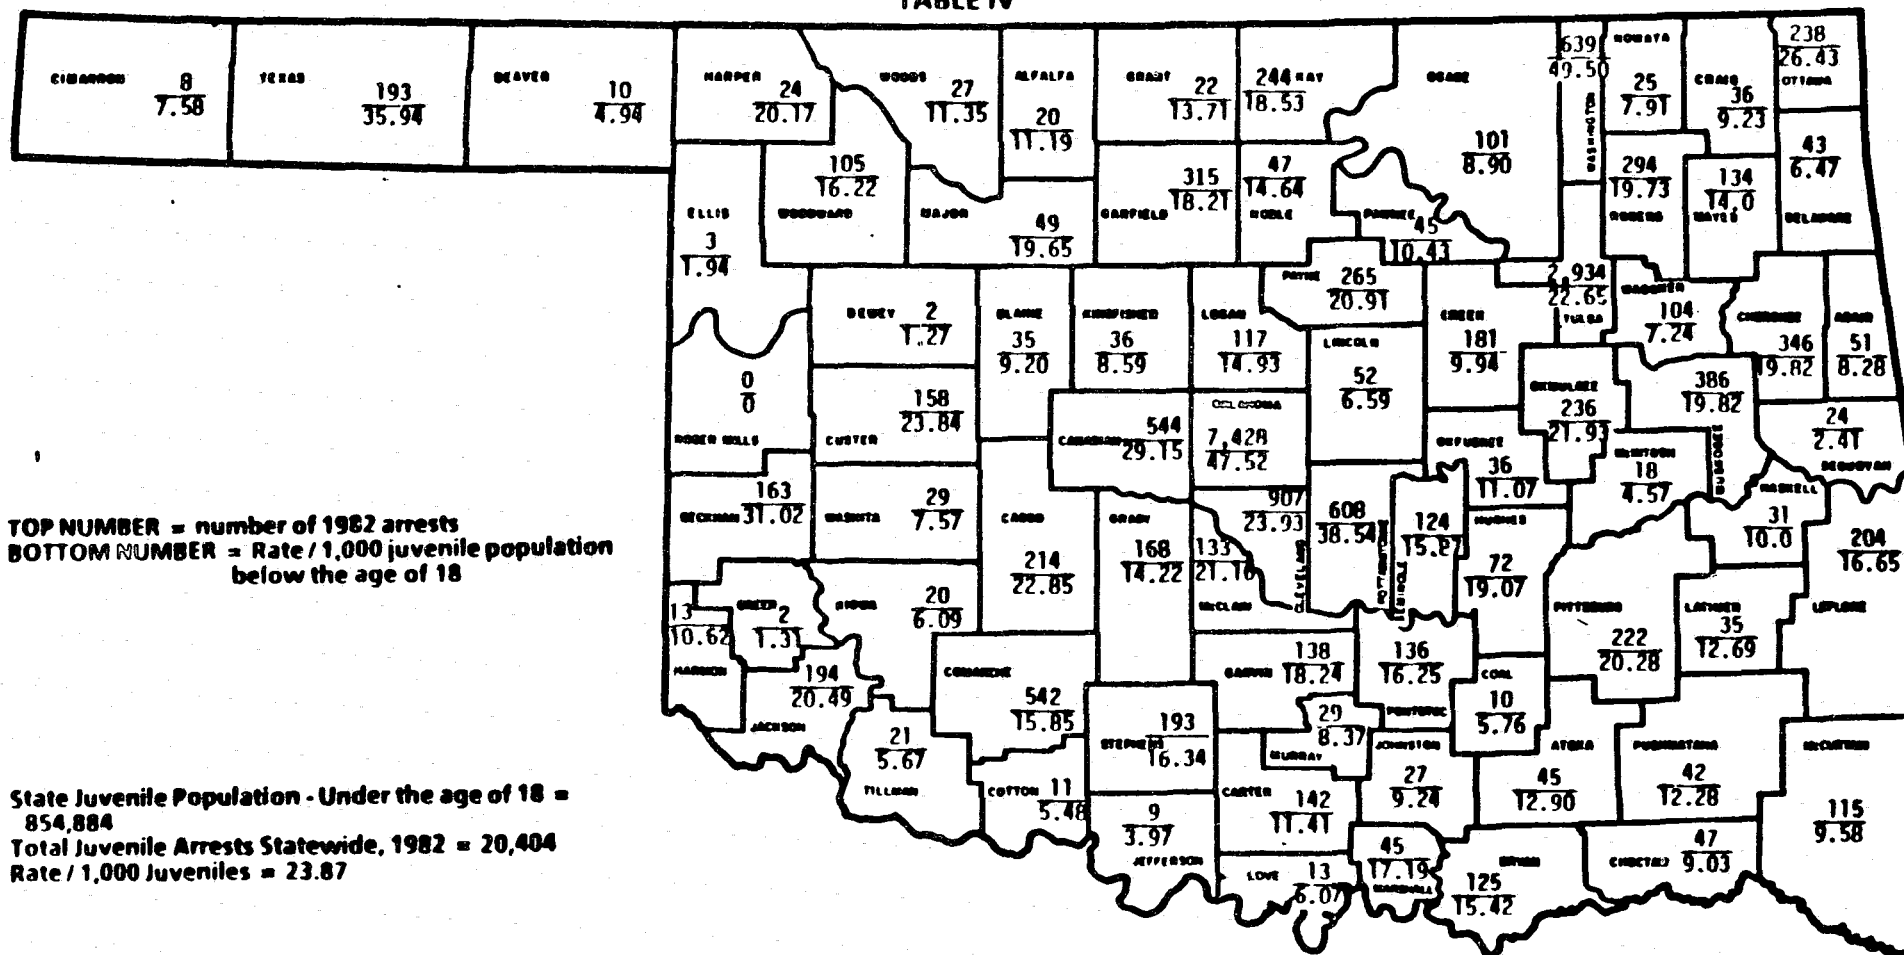 TABLE IV
CIMARRON
8
7.58
TEXAS
193
35.94
BEAVER
10
4.94
HARPER
24
20.17
WOODS
27
11.35
ALFALFA
20
11.19
GRANT
22
13.71
244 KAY
18.53
OSAGE
101
8.90
639
49.50
WASHINGTON
NOWATA
25
7.91
CRAIG
36
9.23
238
26.43
OTTAWA
ELLIS
3
1.94
105
16.22
WOODWARD
MAJOR
49
19.65
GARFIELD
315
18.21
47
14.64
NOBLE
PAWNEE
45
10.43
294
19.73
ROGERS
134
14.0
MAYES
43
6.47
DELAWARE
DEWEY
2
1.27
BLAINE
35
9.20
KINGFISHER
36
8.59
LOGAN
117
14.93
PAYNE
265
20.91
LINCOLN
52
6.59
CREEK
181
9.94
2,934
22.65
TULSA
WAGONER
104
7.24
CHEROKEE
346
19.82
ADAIR
51
8.28
0
0
ROGER MILLS
158
23.84
CUSTER
CANADIAN
544
29.15
OKLAHOMA
7,428
47.52
OKMULGEE
236
21.93
386
19.82
MUSKOGEE
24
2.41
SEQUOYAH
OKFUSKEE
36
11.07
McINTOSH
18
4.57
HASKELL
31
10.0
BECKHAM
163
31.02
WASHITA
29
7.57
CADDO
214
22.85
GRADY
168
14.22
907
23.93
CLEVELAND
133
21.16
McCLAIN
608
38.54
POTTAWATOMIE
124
15.87
SEMINOLE
HUGHES
72
19.07
204
16.65
LEFLORE
TOP NUMBER = number of 1982 arrests
BOTTOM NUMBER = Rate / 1,000 juvenile population
below the age of 18
13
10.62
HARMON
GREER
2
1.31
KIOWA
20
6.09
PITTSBURG
222
20.28
LATIMER
35
12.69
194
20.49
JACKSON
COMANCHE
542
15.85
GARVIN
138
18.24
136
16.25
PONTOTOC
COAL
10
5.76
21
5.67
TILLMAN
STEPHENS
193
16.34
29
8.37
MURRAY
JOHNSTON
27
9.24
ATOKA
45
12.90
PUSHMATAHA
42
12.28
McCURTAIN
115
9.58
COTTON
11
5.48
CARTER
142
11.41
9
3.97
JEFFERSON
LOVE
13
6.07
45
17.19
MARSHALL
BRYAN
125
15.42
CHOCTAW
47
9.03
State Juvenile Population - Under the age of 18 =
854,884
Total Juvenile Arrests Statewide, 1982 = 20,404
Rate / 1,000 Juveniles = 23.87